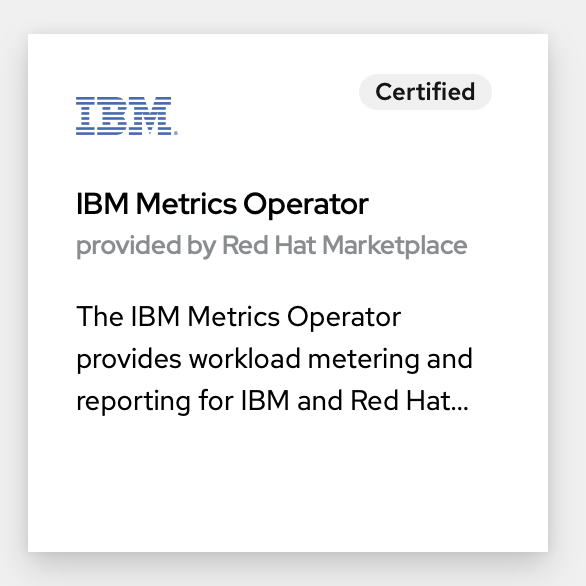 Certified
IBM
IBM Metrics Operator
provided by Red Hat Marketplace
The IBM Metrics Operator
provides workload metering and
reporting for IBM and Red Hat...